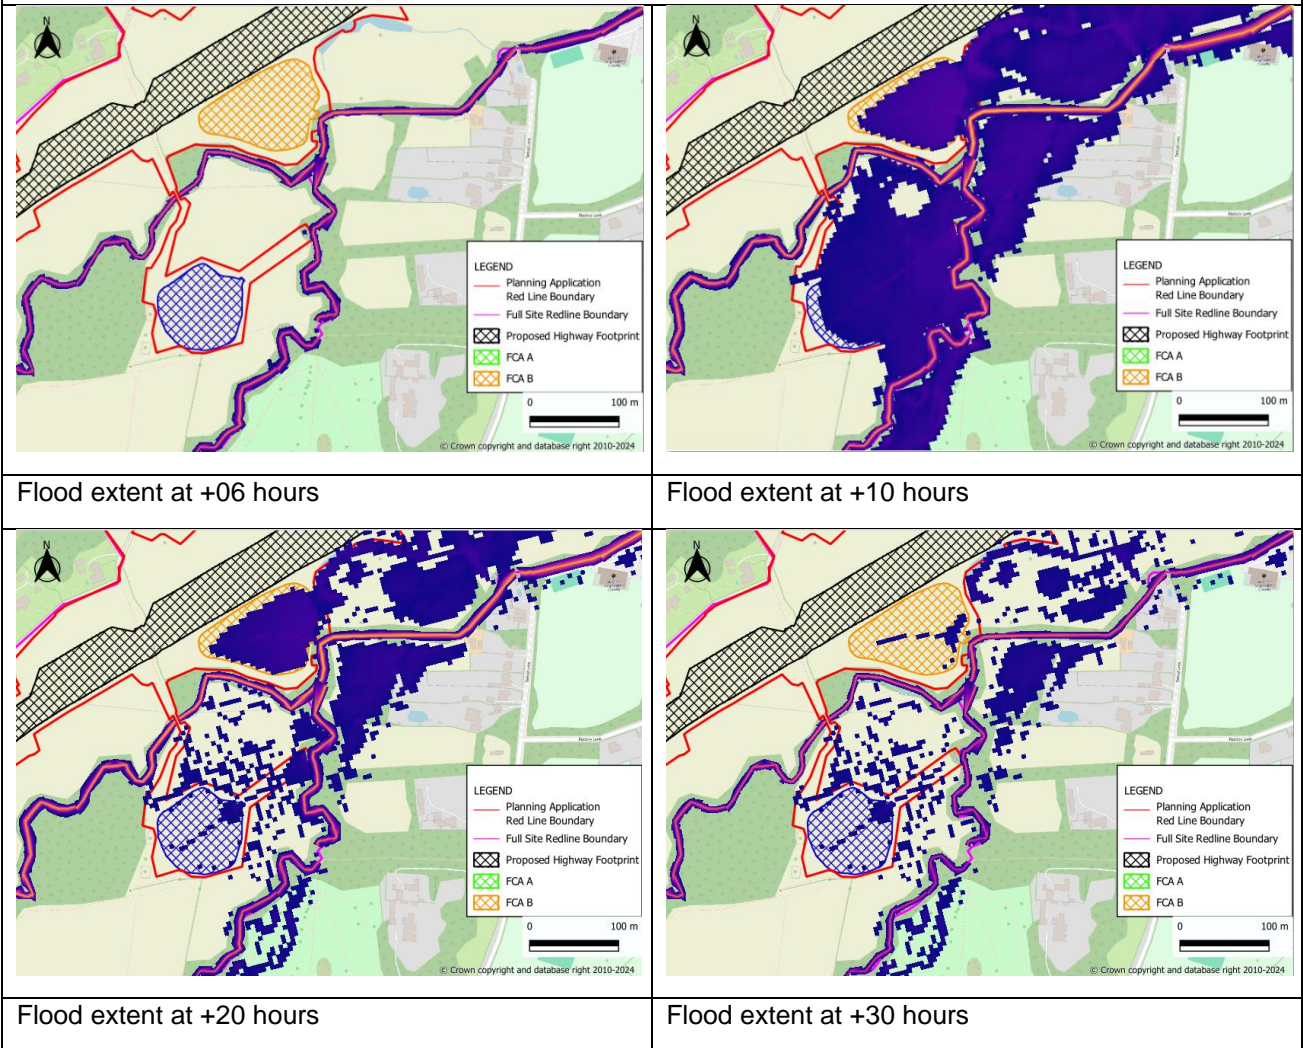 N
LEGEND
Planning Application
Red Line Boundary
Full Site Redline Boundary
Proposed Highway Footprint
FCA A
FCA B
0 100 m
© Crown copyright and database right 2010-2024
N
LEGEND
Planning Application
Red Line Boundary
Full Site Redline Boundary
Proposed Highway Footprint
FCA A
FCA B
0 100 m
© Crown copyright and database right 2010-2024
Flood extent at +06 hours
Flood extent at +10 hours
N
LEGEND
Planning Application
Red Line Boundary
Full Site Redline Boundary
Proposed Highway Footprint
FCA A
FCA B
0 100 m
© Crown copyright and database right 2010-2024
N
LEGEND
Planning Application
Red Line Boundary
Full Site Redline Boundary
Proposed Highway Footprint
FCA A
FCA B
0 100 m
© Crown copyright and database right 2010-2024
Flood extent at +20 hours
Flood extent at +30 hours